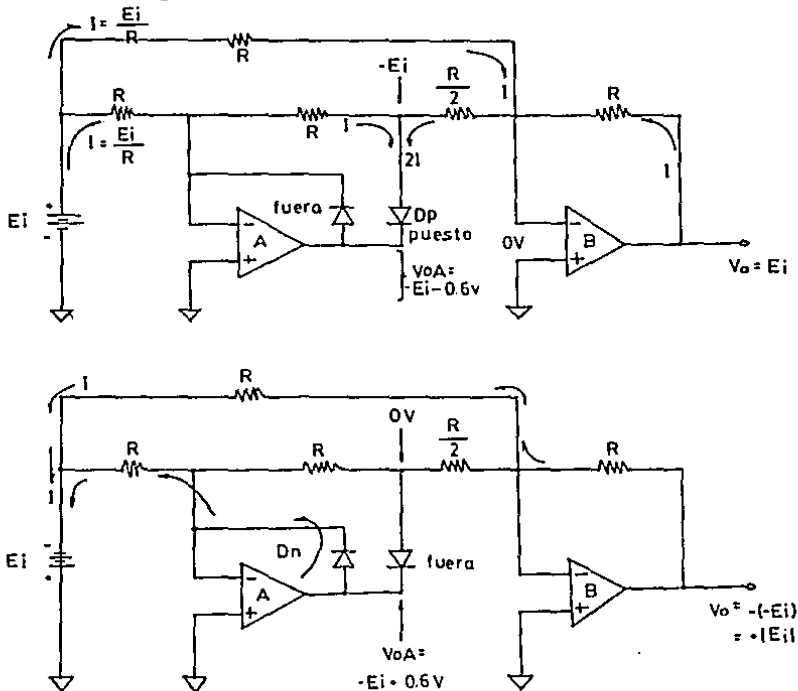 I = Ei/R
R
-Ei
R/2
I
R
R
I
R
I = Ei/R
2I
I
Ei
+
-
fuera
Dp
puesto
-
A
+
0V
-
B
+
VoA =
-Ei-0.6v
Vo = Ei
I
R
0V
R/2
R
R
R
I
Ei
-
+
Dn
fuera
-
A
+
-
B
+
VoA =
-Ei + 0.6V
Vo = -(-Ei)
= +|Ei|